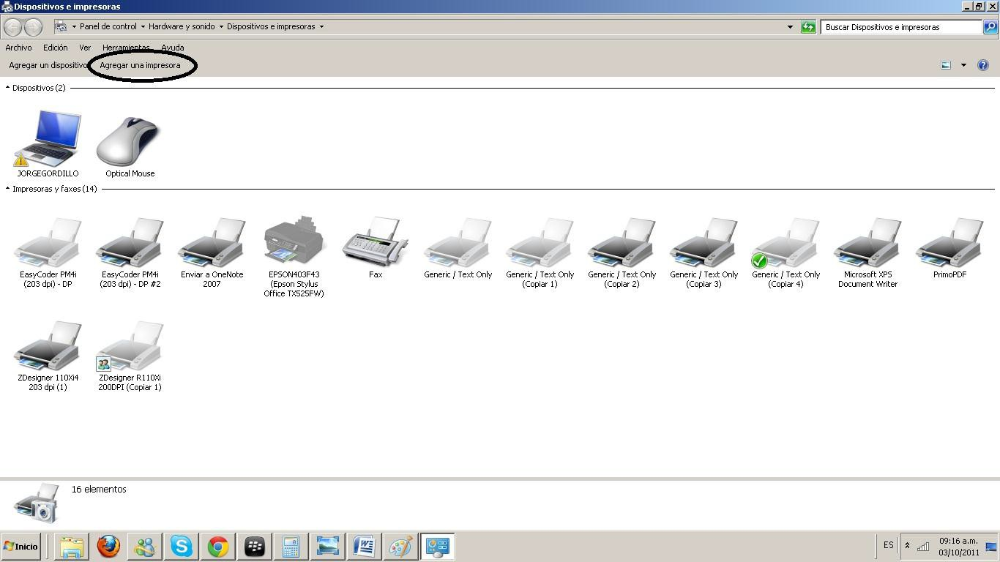 Dispositivos e impresoras
Panel de control Hardware y sonido Dispositivos e impresoras
Buscar Dispositivos e impresoras
Archivo Edición Ver Herramientas Ayuda
Agregar un dispositivo Agregar una impresora
Dispositivos (2)
JORGEGORDILLO
Optical Mouse
Impresoras y faxes (14)
EasyCoder PM4i
(203 dpi) - DP
EasyCoder PM4i
(203 dpi) - DP #2
Enviar a OneNote
2007
EPSON403F43
(Epson Stylus
Office TX525FW)
Fax
Generic / Text Only
Generic / Text Only
(Copiar 1)
Generic / Text Only
(Copiar 2)
Generic / Text Only
(Copiar 3)
Generic / Text Only
(Copiar 4)
Microsoft XPS
Document Writer
PrimoPDF
ZDesigner 110Xi4
203 dpi (1)
ZDesigner R110Xi
200DPI (Copiar 1)
16 elementos
Inicio
ES
09:16 a.m.
03/10/2011